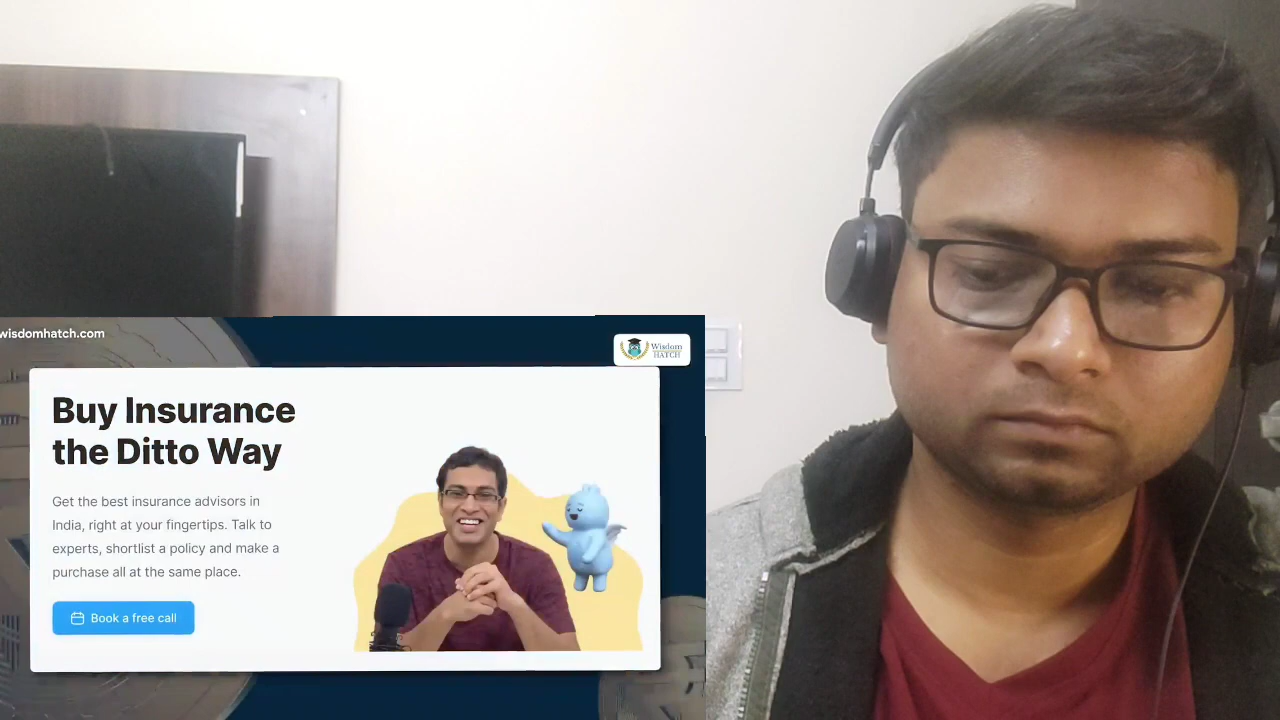 wisdomhatch.com
Wisdom
HATCH
Buy Insurance
the Ditto Way
Get the best insurance advisors in
India, right at your fingertips. Talk to
experts, shortlist a policy and make a
purchase all at the same place.
Book a free call